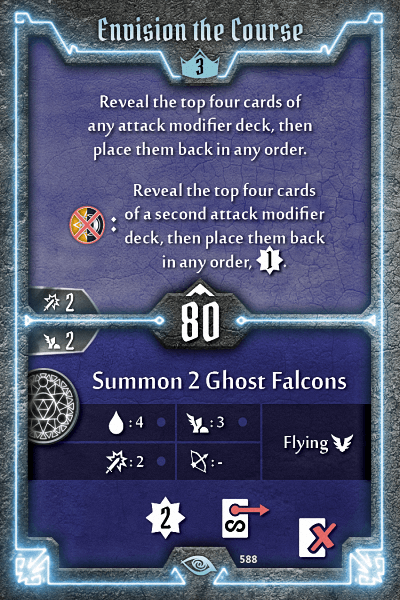 Envision the Course
3
Reveal the top four cards of
any attack modifier deck, then
place them back in any order.
: Reveal the top four cards
of a second attack modifier
deck, then place them back
in any order, 1.
2
80
2
Summon 2 Ghost Falcons
: 4
: 3
Flying
: 2
: -
2
8
588